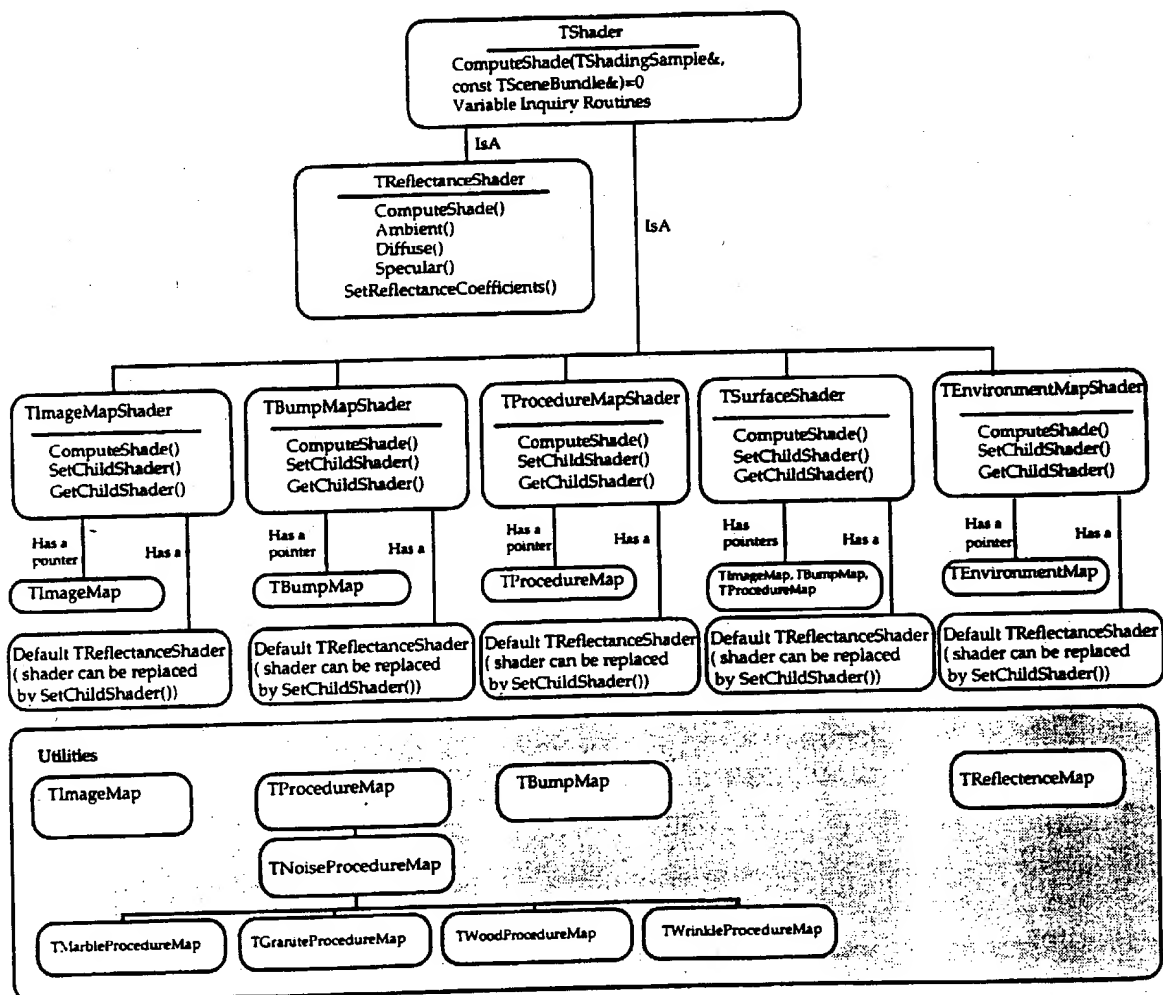 TShader
ComputeShade(TShadingSample&,
const TSceneBundle&)=0
Variable Inquiry Routines
IsA
IsA
TReflectanceShader
ComputeShade()
Ambient()
Diffuse()
Specular()
SetReflectanceCoefficients()
TImageMapShader
ComputeShade()
SetChildShader()
GetChildShader()
TBumpMapShader
ComputeShade()
SetChildShader()
GetChildShader()
TProcedureMapShader
ComputeShade()
SetChildShader()
GetChildShader()
TSurfaceShader
ComputeShade()
SetChildShader()
GetChildShader()
TEnvironmentMapShader
ComputeShade()
SetChildShader()
GetChildShader()
Has a
pointer
Has a
Has a
pointer
Has a
Has a
pointer
Has a
Has
pointers
Has a
Has a
pointer
Has a
TImageMap
TBumpMap
TProcedureMap
TImageMap, TBumpMap,
TProcedureMap
TEnvironmentMap
Default TReflectanceShader
( shader can be replaced
by SetChildShader())
Default TReflectanceShader
( shader can be replaced
by SetChildShader())
Default TReflectanceShader
( shader can be replaced
by SetChildShader())
Default TReflectanceShader
( shader can be replaced
by SetChildShader())
Default TReflectanceShader
( shader can be replaced
by SetChildShader())
Utilities
TImageMap
TProcedureMap
TBumpMap
TReflectenceMap
TNoiseProcedureMap
TMarbleProcedureMap
TGraniteProcedureMap
TWoodProcedureMap
TWrinkleProcedureMap